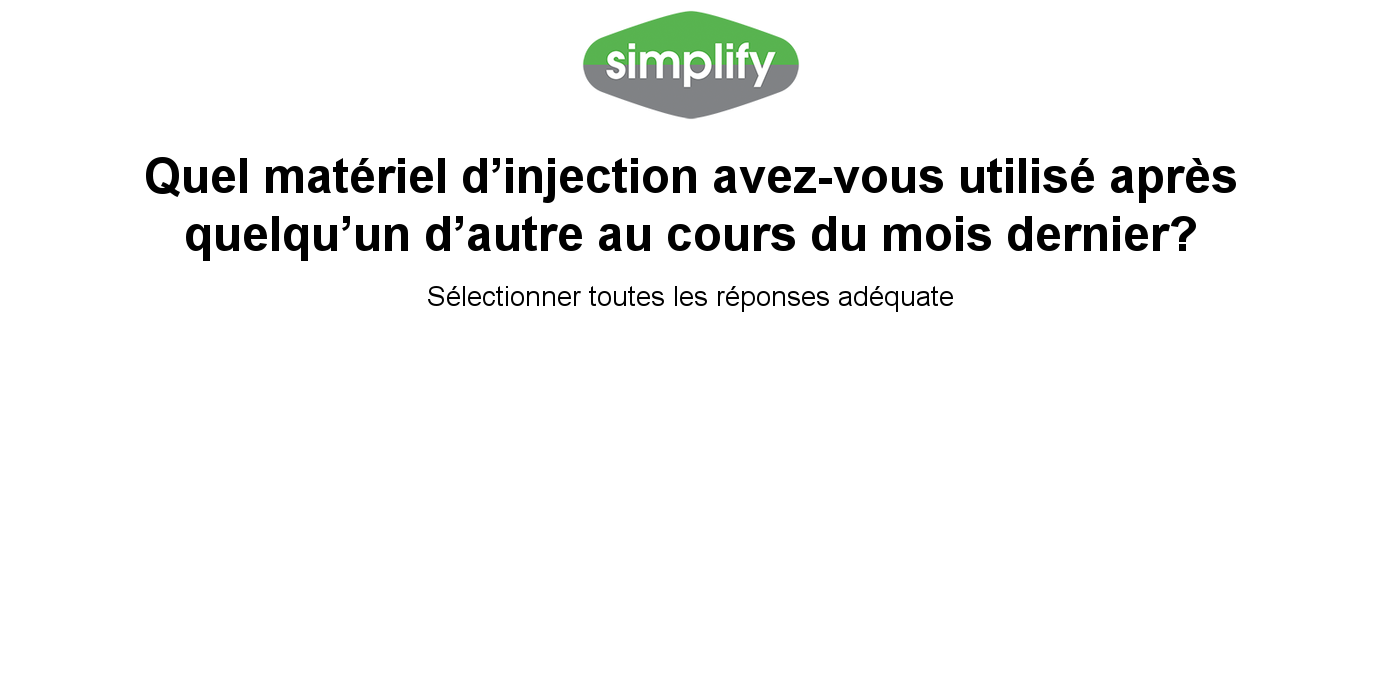 simplify
Quel matériel d’injection avez-vous utilisé après
quelqu’un d’autre au cours du mois dernier?
Sélectionner toutes les réponses adéquate